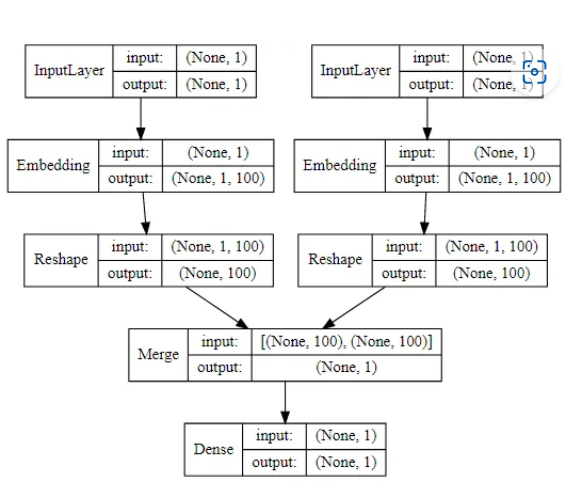 InputLayer input: (None, 1) InputLayer input: (None, 1)
output: (None, 1) output: (None, 1)
Embedding input: (None, 1) Embedding input: (None, 1)
output: (None, 1, 100) output: (None, 1, 100)
Reshape input: (None, 1, 100) Reshape input: (None, 1, 100)
output: (None, 100) output: (None, 100)
Merge input: [(None, 100), (None, 100)]
output: (None, 1)
Dense input: (None, 1)
output: (None, 1)